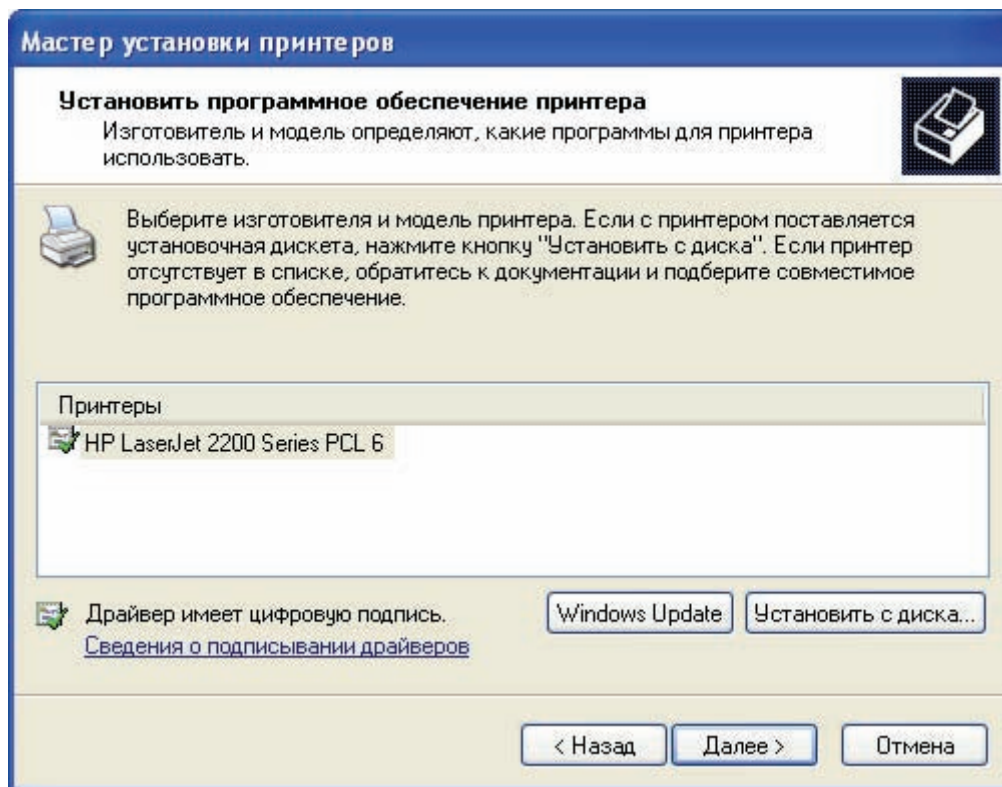 Мастер установки принтеров
Установить программное обеспечение принтера
Изготовитель и модель определяют, какие программы для принтера
использовать.
Выберите изготовителя и модель принтера. Если с принтером поставляется
установочная дискета, нажмите кнопку "Установить с диска". Если принтер
отсутствует в списке, обратитесь к документации и подберите совместимое
программное обеспечение.
Принтеры
HP LaserJet 2200 Series PCL 6
Драйвер имеет цифровую подпись.
Windows Update
Установить с диска...
Сведения о подписывании драйверов
< Назад
Далее >
Отмена